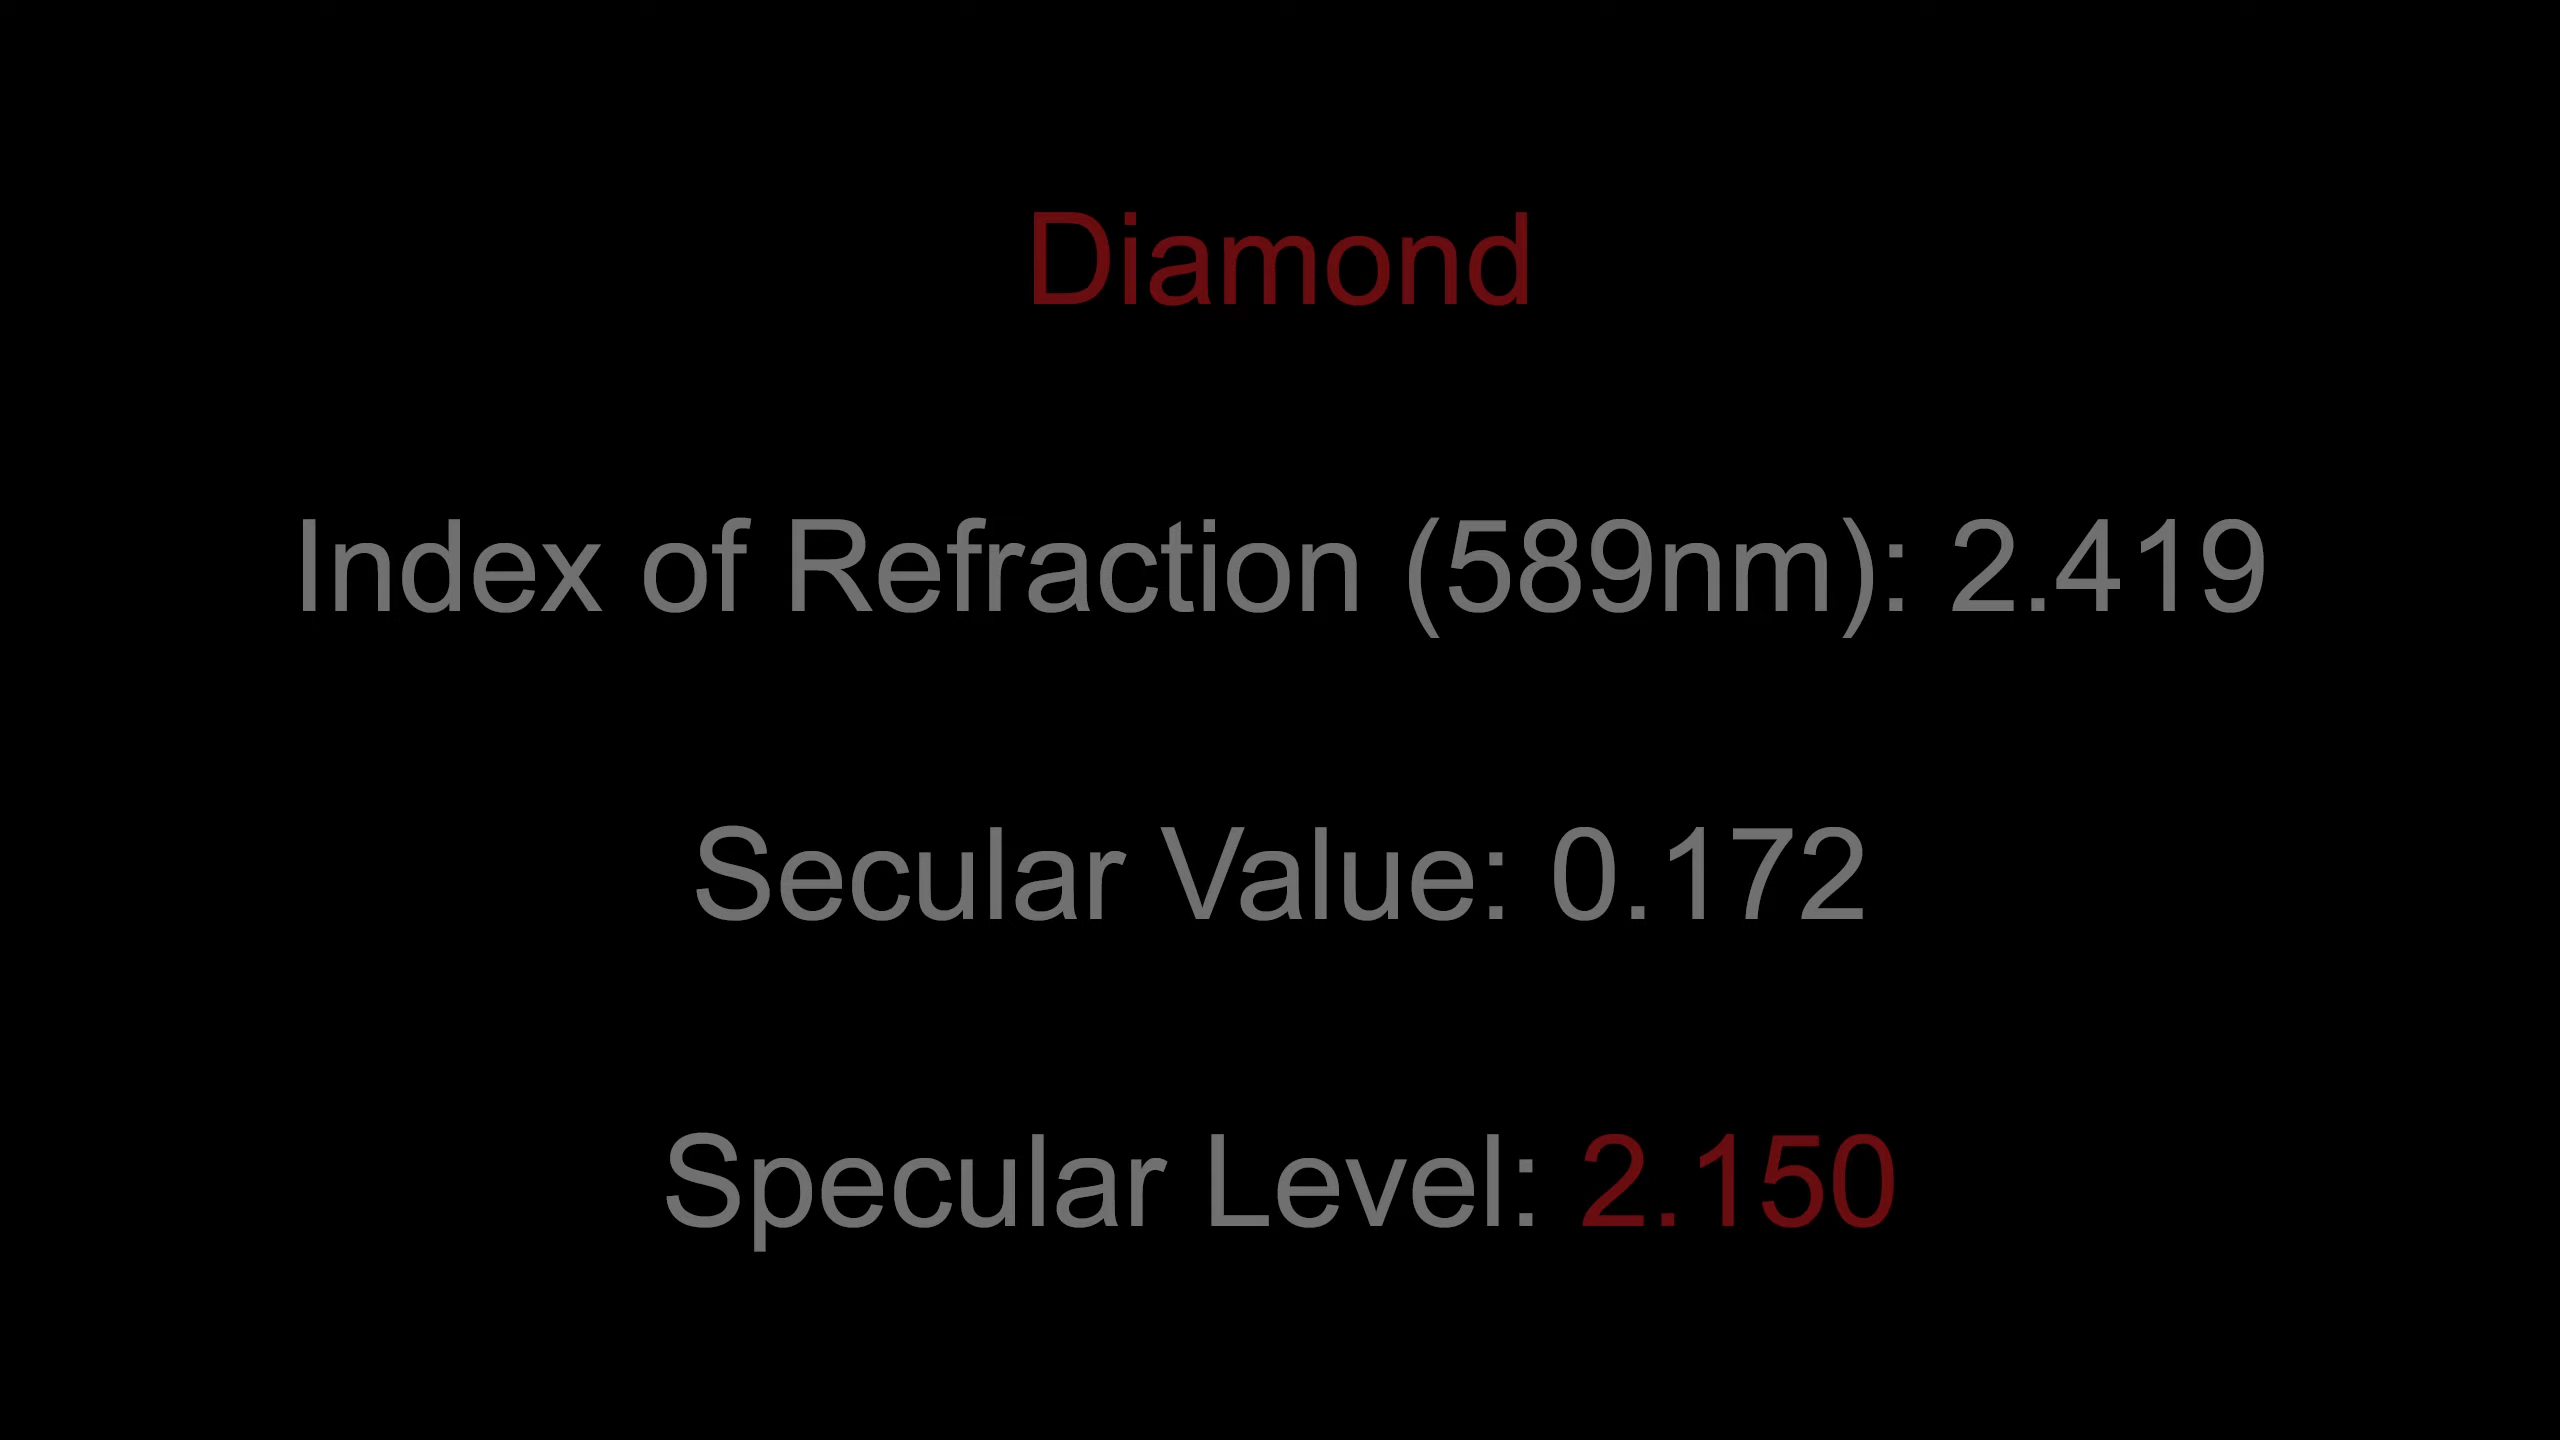 Diamond
Index of Refraction (589nm): 2.419
Secular Value: 0.172
Specular Level: 2.150